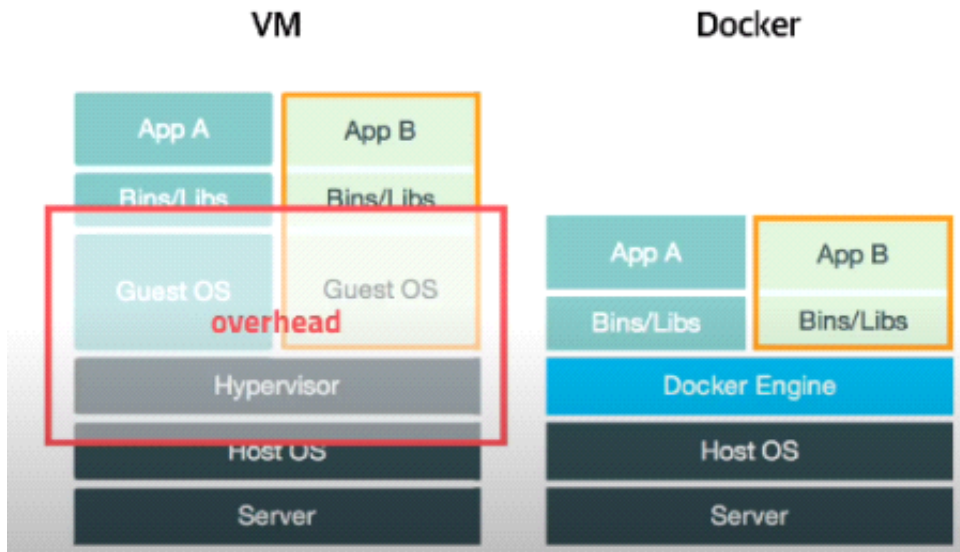 VM
Docker
App A
App B
Bins/Libs
Bins/Libs
Guest OS
Guest OS
overhead
Hypervisor
Host OS
Server
App A
App B
Bins/Libs
Bins/Libs
Docker Engine
Host OS
Server